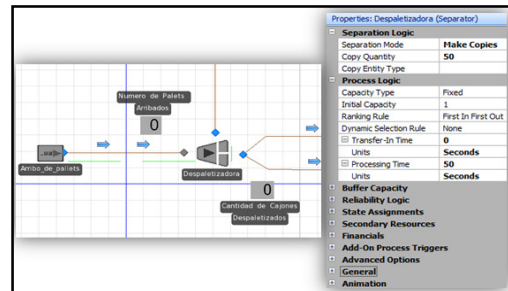 Numero de Palets
Arribados
0
Arribo_de_pallets
Despaletizadora
0
Cantidad de Cajones
Despaletizados
Properties: Despaletizadora (Separator)
Separation Logic
Separation Mode Make Copies
Copy Quantity 50
Copy Entity Type
Process Logic
Capacity Type Fixed
Initial Capacity 1
Ranking Rule First In First Out
Dynamic Selection Rule None
Transfer-In Time 0
Units Seconds
Processing Time 50
Units Seconds
Buffer Capacity
Reliability Logic
State Assignments
Secondary Resources
Financials
Add-On Process Triggers
Advanced Options
General
Animation